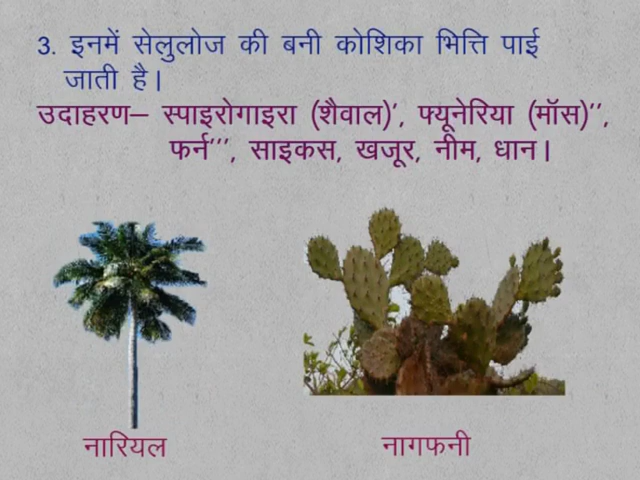 3. इनमें सेलुलोज की बनी कोशिका भित्ति पाई
जाती है।
उदाहरण– स्पाइरोगाइरा (शैवाल)', फ्यूनेरिया (मॉस)'',
फर्न''', साइकस, खजूर, नीम, धान।
नारियल
नागफनी